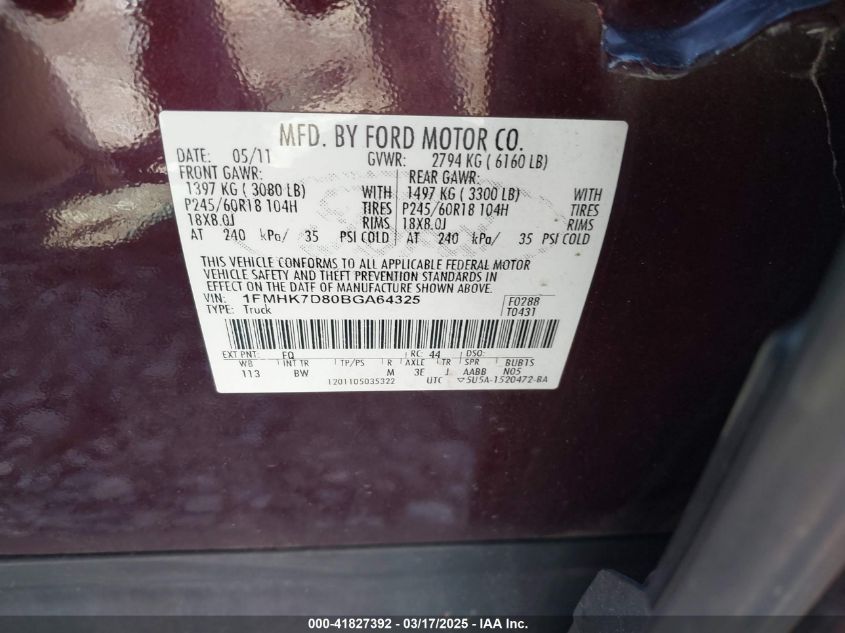 MFD. BY FORD MOTOR CO.
DATE: 05/11 GVWR: 2794 KG ( 6160 LB)
FRONT GAWR: REAR GAWR:
1397 KG ( 3080 LB) WITH 1497 KG ( 3300 LB) WITH
P245/60R18 104H TIRES P245/60R18 104H TIRES
18X8.0J RIMS 18X8.0J RIMS
AT 240 kPa/ 35 PSI COLD AT 240 kPa/ 35 PSI COLD
THIS VEHICLE CONFORMS TO ALL APPLICABLE FEDERAL MOTOR
VEHICLE SAFETY AND THEFT PREVENTION STANDARDS IN
EFFECT ON THE DATE OF MANUFACTURE SHOWN ABOVE.
VIN: 1FMHK7D80BGA64325 F0288
TYPE: Truck T0431
EXT PNT: FQ RC: 44 DSO:
WB INT TR TP/PS R AXLE TR SPR BUBTS
113 BW M 3E J AABB N05
1201105035322 UTC ▽5U5A-1520472-BA
000-41827392 - 03/17/2025 - IAAI Inc.